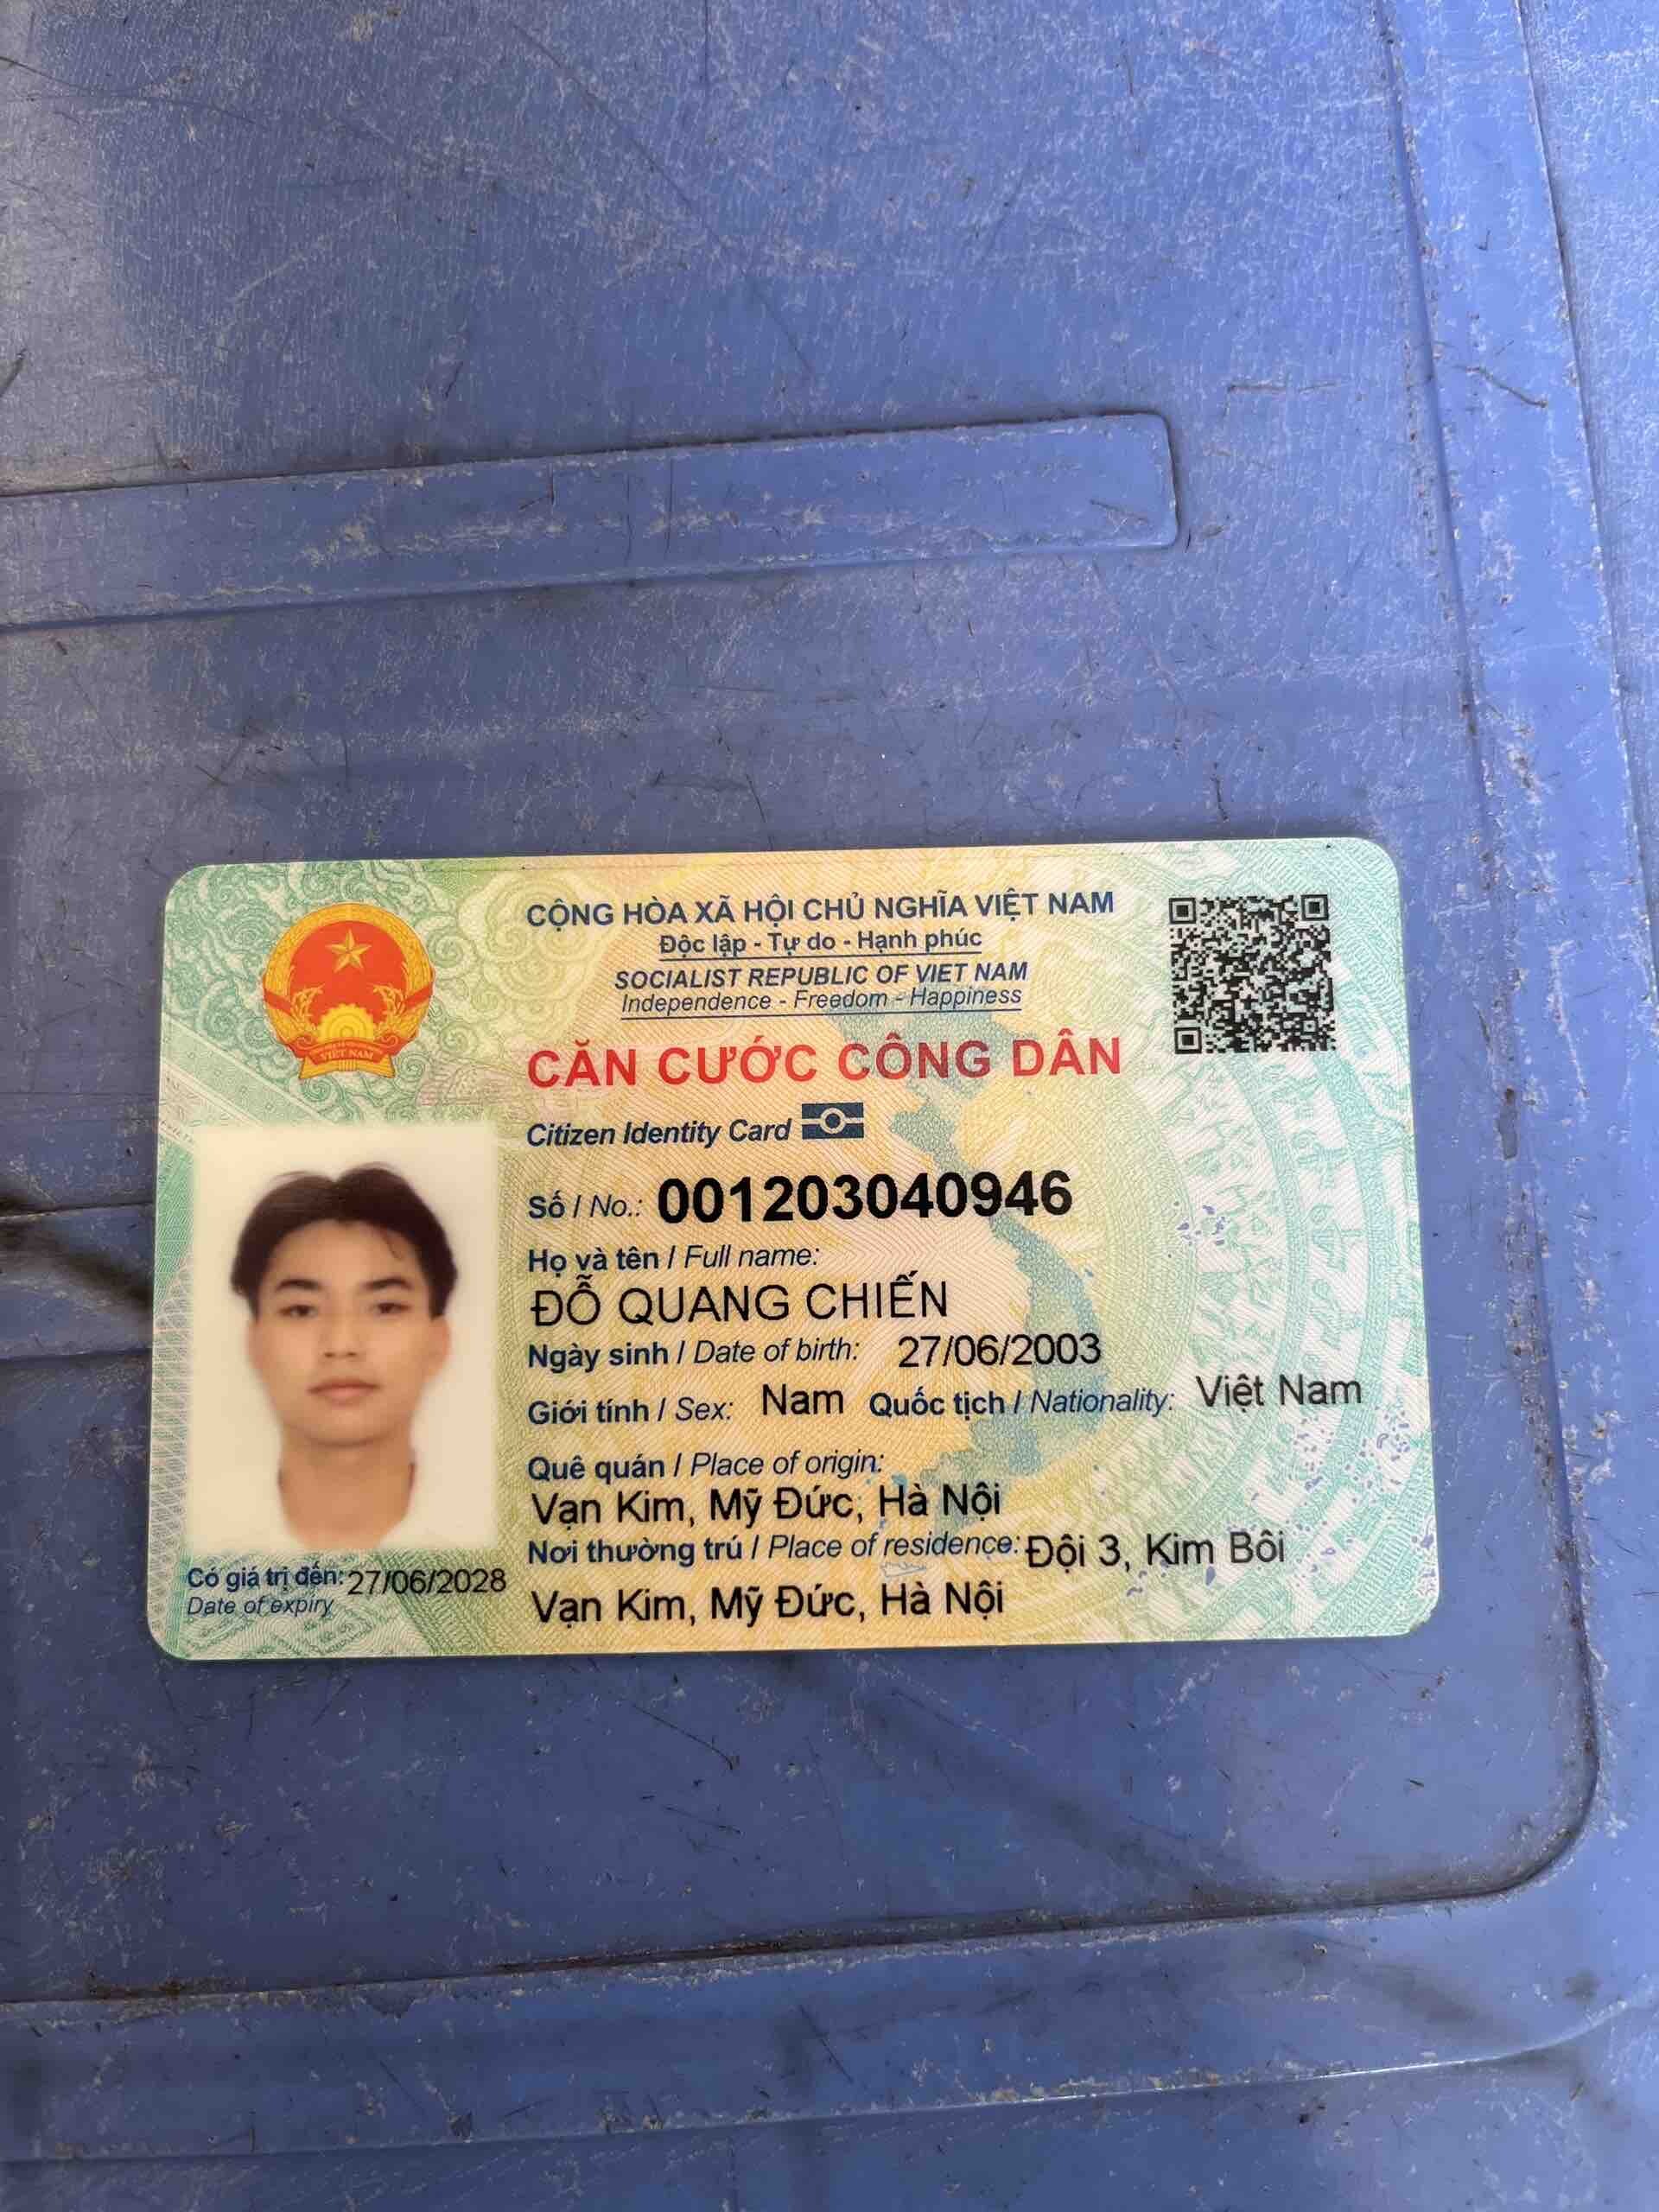 CỘNG HÒA XÃ HỘI CHỦ NGHĨA VIỆT NAM
Độc lập - Tự do - Hạnh phúc
SOCIALIST REPUBLIC OF VIET NAM
Independence - Freedom - Happiness
CĂN CƯỚC CÔNG DÂN
Citizen Identity Card
Số / No.: 001203040946
Họ và tên / Full name:
ĐỖ QUANG CHIẾN
Ngày sinh / Date of birth: 27/06/2003
Giới tính / Sex: Nam Quốc tịch / Nationality: Việt Nam
Quê quán / Place of origin:
Vạn Kim, Mỹ Đức, Hà Nội
Nơi thường trú / Place of residence: Đội 3, Kim Bôi
Vạn Kim, Mỹ Đức, Hà Nội
Có giá trị đến: 27/06/2028
Date of expiry
VIỆT NAM